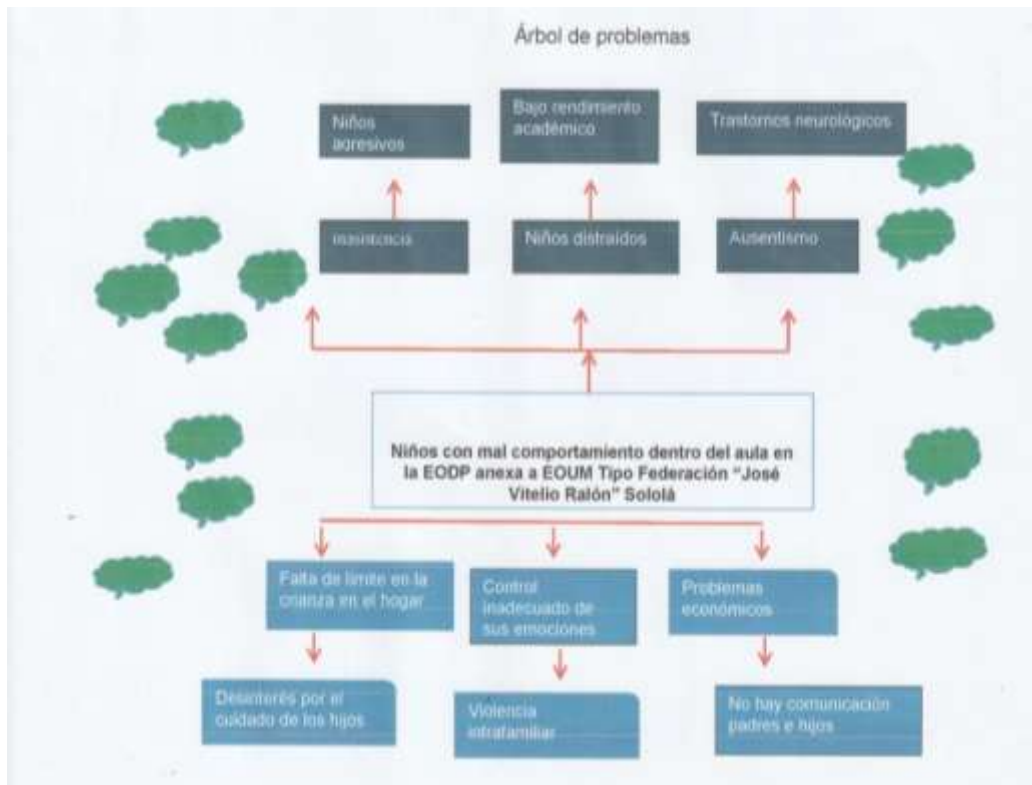 Árbol de problemas
Niños
agresivos
Bajo rendimiento
académico
Trastornos neurológicos
Inasistencia
Niños distraídos
Ausentismo
Niños con mal comportamiento dentro del aula en
la EODP anexa a EOUM Tipo Federación "José
Vitelio Ralón" Sololá
Falta de límite en la
crianza en el hogar
Control
inadecuado de
sus emociones
Problemas
económicos
Desinterés por el
cuidado de los hijos
Violencia
intrafamiliar
No hay comunicación
padres e hijos